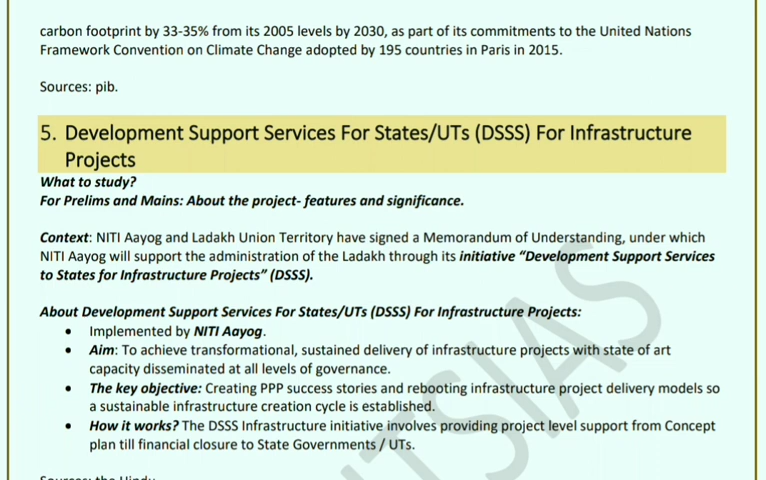 carbon footprint by 33-35% from its 2005 levels by 2030, as part of its commitments to the United Nations
Framework Convention on Climate Change adopted by 195 countries in Paris in 2015.
Sources: pib.
5. Development Support Services For States/UTs (DSSS) For Infrastructure
Projects
What to study?
For Prelims and Mains: About the project- features and significance.
Context: NITI Aayog and Ladakh Union Territory have signed a Memorandum of Understanding, under which
NITI Aayog will support the administration of the Ladakh through its initiative “Development Support Services
to States for Infrastructure Projects” (DSSS).
About Development Support Services For States/UTs (DSSS) For Infrastructure Projects:
• Implemented by NITI Aayog.
• Aim: To achieve transformational, sustained delivery of infrastructure projects with state of art
capacity disseminated at all levels of governance.
• The key objective: Creating PPP success stories and rebooting infrastructure project delivery models so
a sustainable infrastructure creation cycle is established.
• How it works? The DSSS Infrastructure initiative involves providing project level support from Concept
plan till financial closure to State Governments / UTs.
Sources: the Hindu
TSIAS